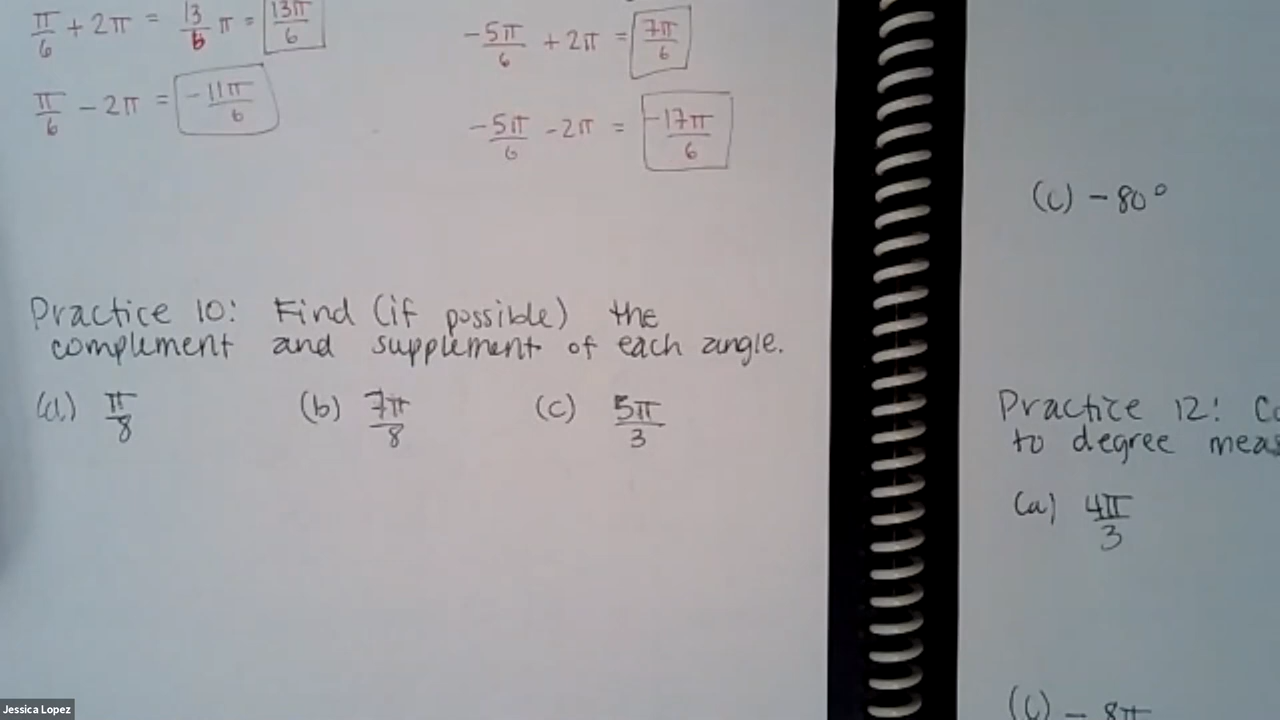 π/6 + 2π = 13/6 π = 13π/6
π/6 - 2π = -11π/6
-5π/6 + 2π = 7π/6
-5π/6 - 2π = -17π/6
Practice 10: Find (if possible) the
complement and supplement of each angle.
(a) π/8 (b) 7π/8 (c) 5π/3
(c) -80°
Practice 12:
to degree
(a) 4π/3
(c) - 8π
Jessica Lopez